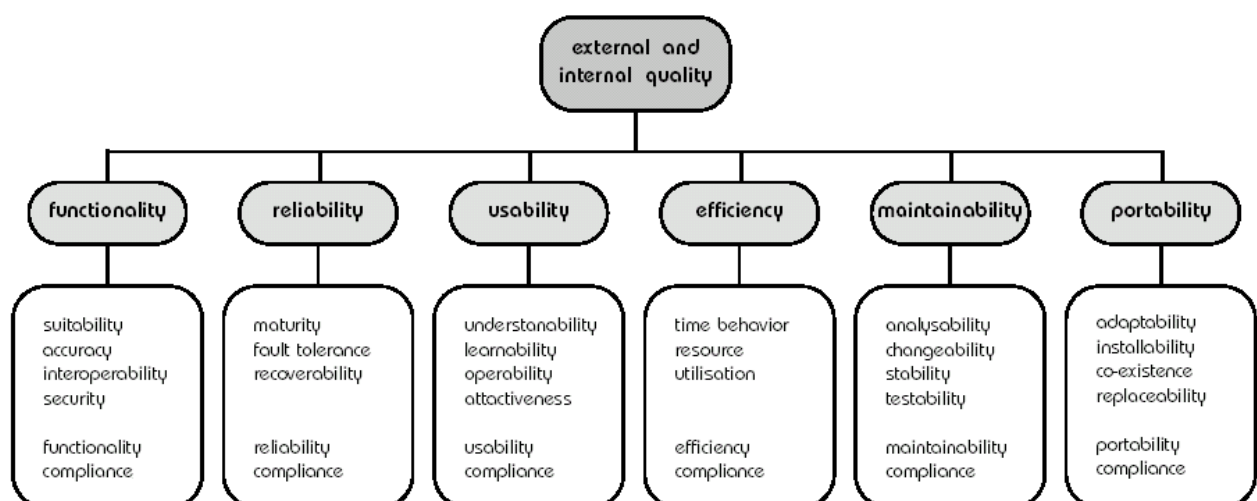 external and
internal quality
functionality
reliability
usability
efficiency
maintainability
portability
suitability
accuracy
interoperability
security
functionality
compliance
maturity
fault tolerance
recoverability
reliability
compliance
understanability
learnability
operability
attactiveness
usability
compliance
time behavior
resource
utilisation
efficiency
compliance
analysability
changeability
stability
testability
maintainability
compliance
adaptability
installability
co-existence
replaceability
portability
compliance